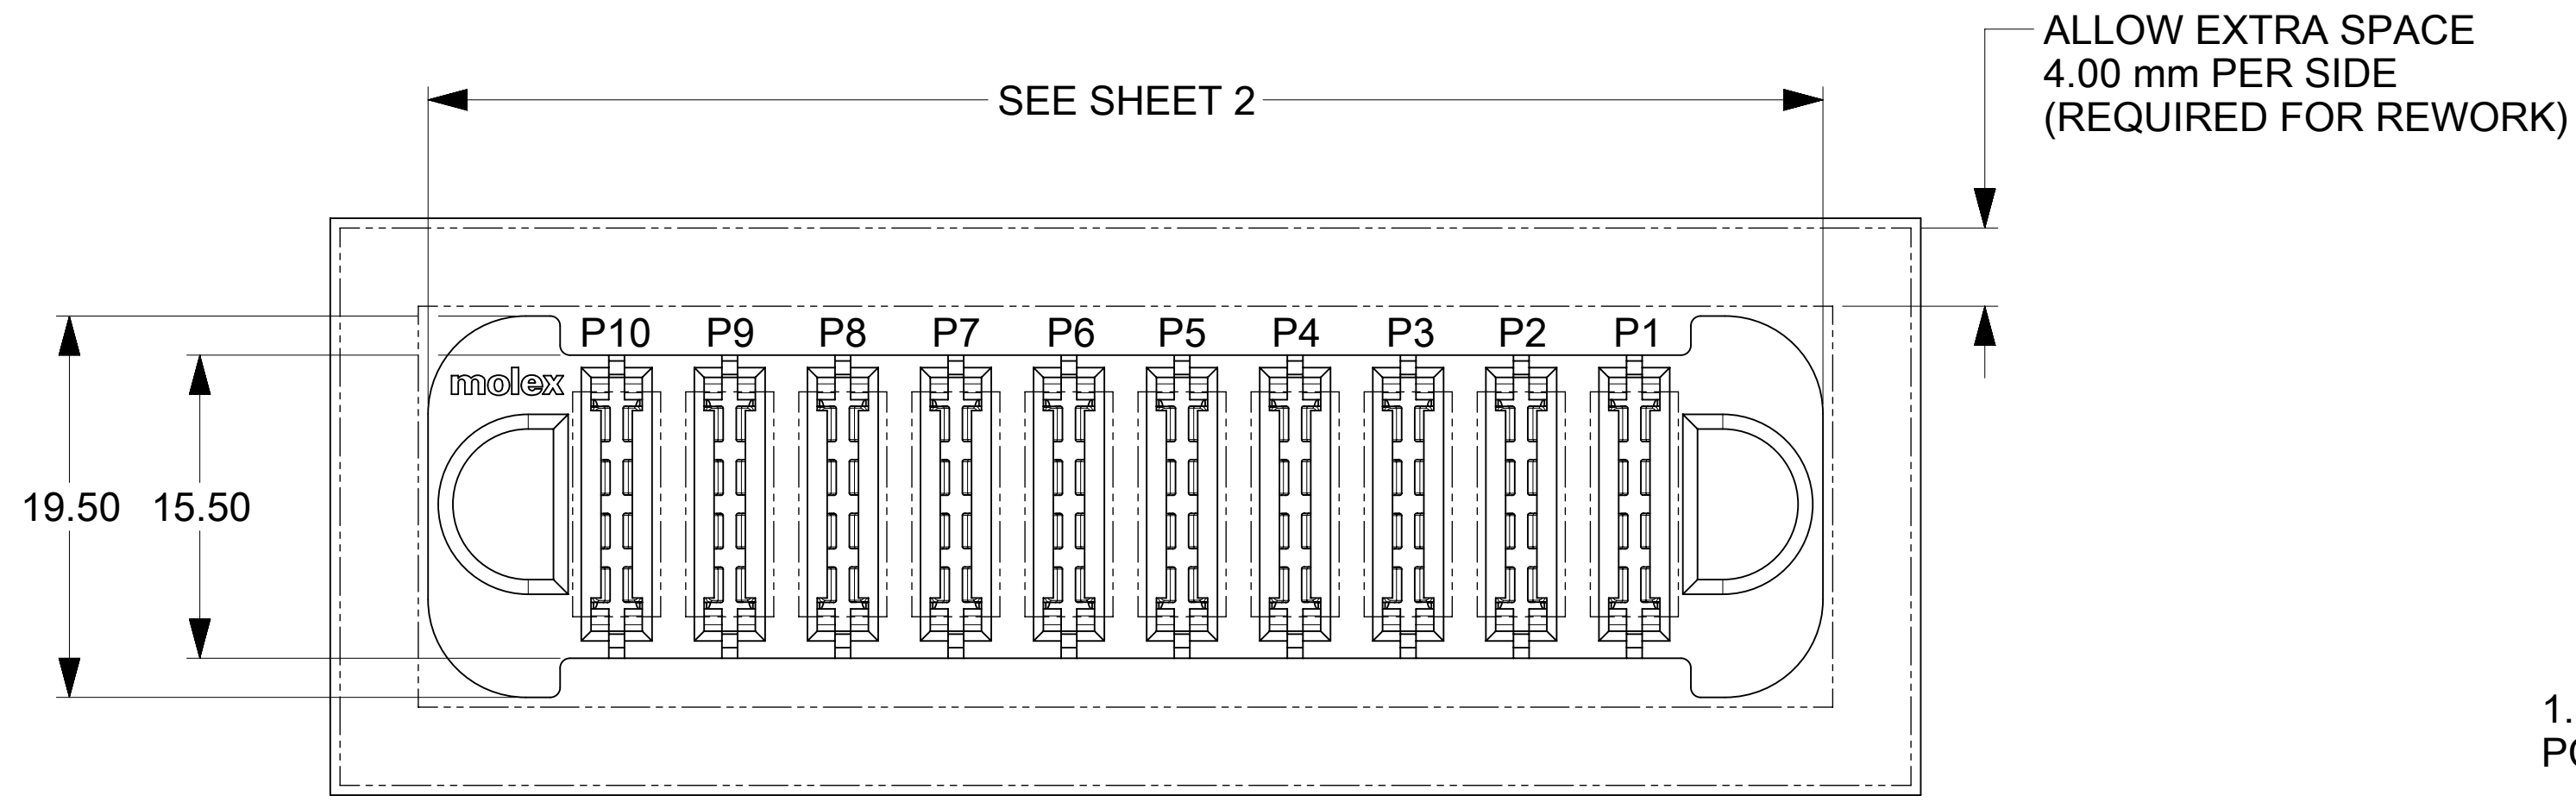 ALLOW EXTRA SPACE
4.00 mm PER SIDE
(REQUIRED FOR REWORK)
SEE SHEET 2
P10 P9 P8 P7 P6 P5 P4 P3 P2 P1
molex
19.50 15.50
1.